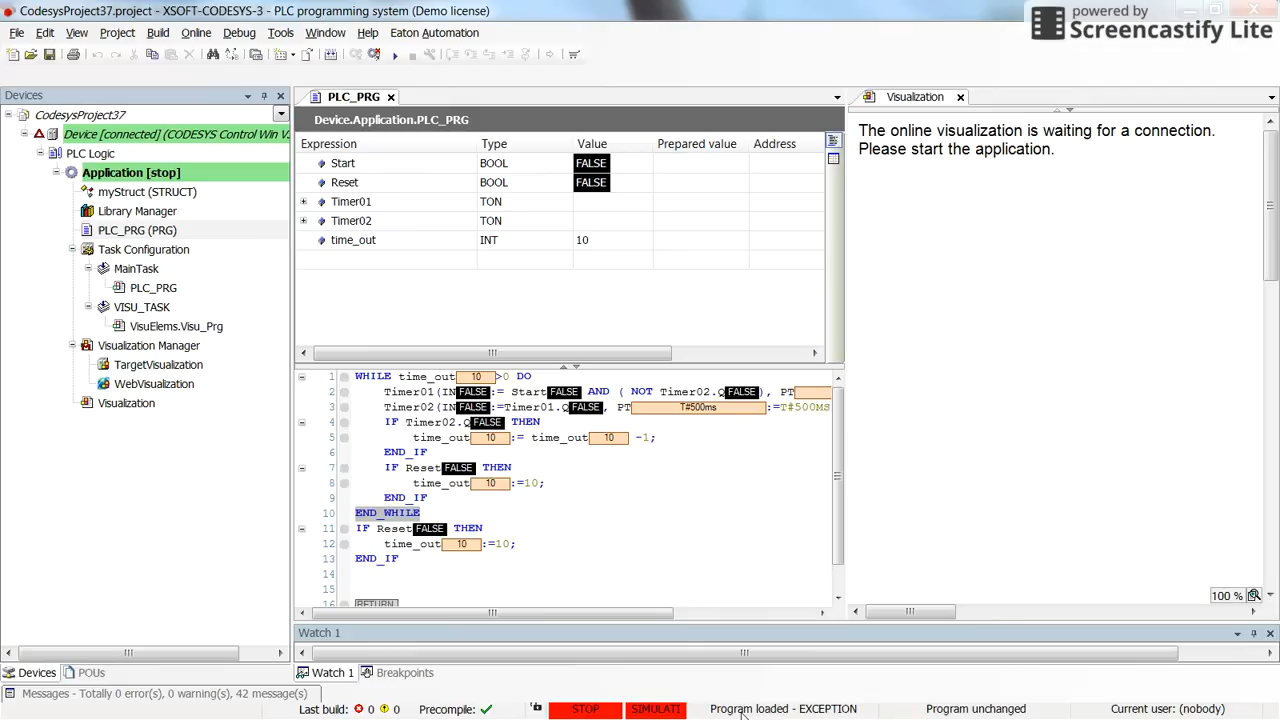 CodesysProject37.project - XSOFT-CODESYS-3 - PLC programming system (Demo license)
powered by
Screencastify Lite
File Edit View Project Build Online Debug Tools Window Help Eaton Automation
Devices
CodesysProject37
Device [connected] (CODESYS Control Win V.
PLC Logic
Application [stop]
myStruct (STRUCT)
Library Manager
PLC_PRG (PRG)
Task Configuration
MainTask
PLC_PRG
VISU_TASK
VisuElems.Visu_Prg
Visualization Manager
TargetVisualization
WebVisualization
Visualization
Devices POUs
PLC_PRG
Device.Application.PLC_PRG
Expression Type Value Prepared value Address
Start BOOL FALSE
Reset BOOL FALSE
Timer01 TON
Timer02 TON
time_out INT 10
1 WHILE time_out 10 >0 DO
2 Timer01(IN FALSE := Start FALSE AND ( NOT Timer02.Q FALSE ), PT
3 Timer02(IN FALSE :=Timer01.Q FALSE , PT T#500ms :=T#500MS
4 IF Timer02.Q FALSE THEN
5 time_out 10 := time_out 10 -1;
6 END_IF
7 IF Reset FALSE THEN
8 time_out 10 :=10;
9 END_IF
10 END_WHILE
11 IF Reset FALSE THEN
12 time_out 10 :=10;
13 END_IF
14
15
16 RETURN
Visualization
The online visualization is waiting for a connection.
Please start the application.
100 %
Watch 1
Watch 1 Breakpoints
Messages - Totally 0 error(s), 0 warning(s), 42 message(s)
Last build: 0 0 Precompile: STOP SIMULATI Program loaded - EXCEPTION Program unchanged Current user: (nobody)